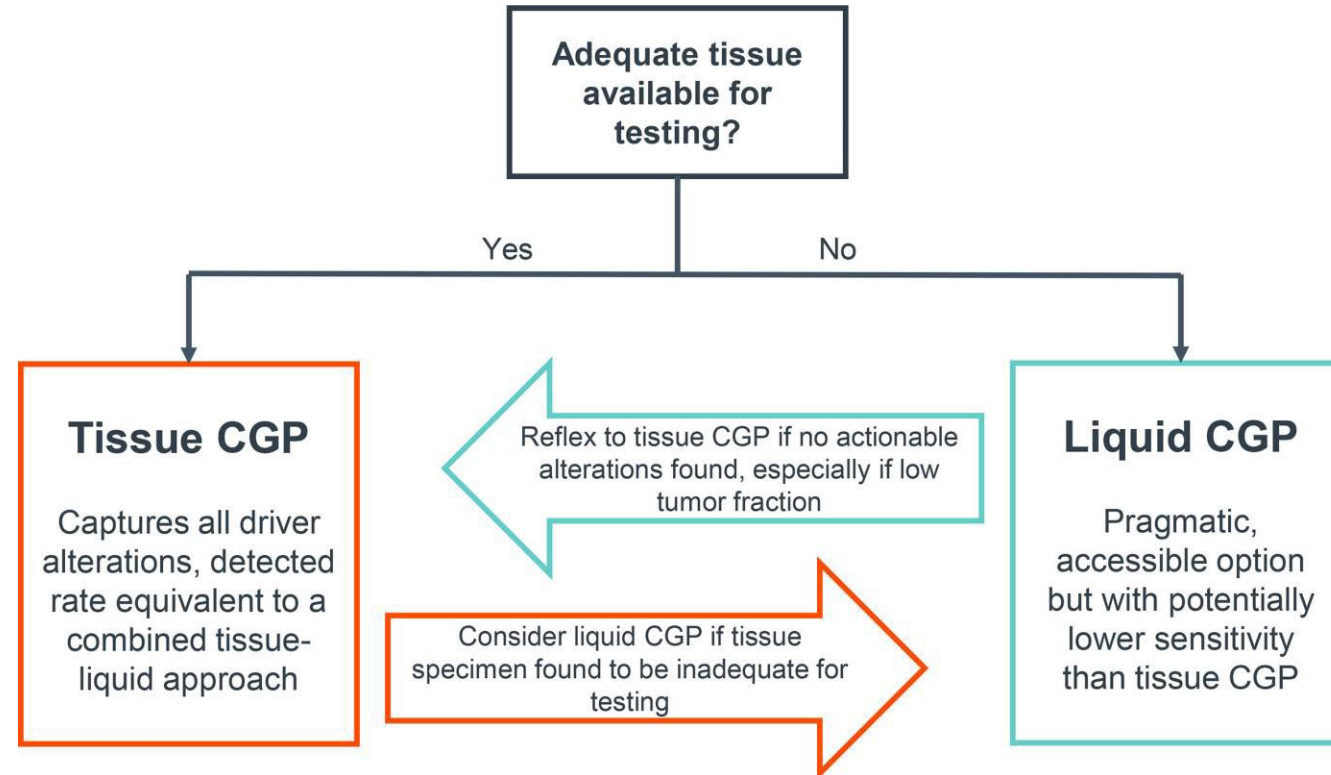 Adequate tissue
available for
testing?
Yes
No
Tissue CGP
Captures all driver
alterations, detected
rate equivalent to a
combined tissue-
liquid approach
Reflex to tissue CGP if no actionable
alterations found, especially if low
tumor fraction
Consider liquid CGP if tissue
specimen found to be inadequate for
testing
Liquid CGP
Pragmatic,
accessible option
but with potentially
lower sensitivity
than tissue CGP